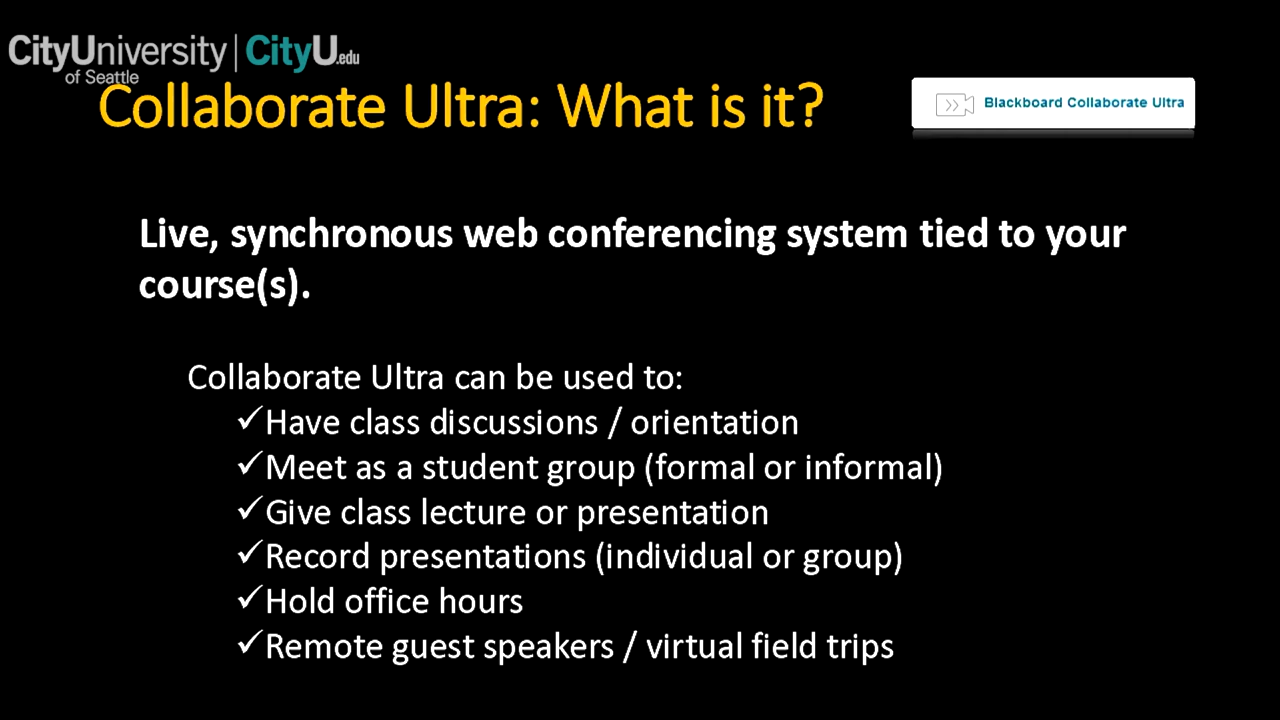 CityUniversity | CityU.edu
of Seattle
Collaborate Ultra: What is it?
Blackboard Collaborate Ultra
Live, synchronous web conferencing system tied to your
course(s).
Collaborate Ultra can be used to:
✓Have class discussions / orientation
✓Meet as a student group (formal or informal)
✓Give class lecture or presentation
✓Record presentations (individual or group)
✓Hold office hours
✓Remote guest speakers / virtual field trips